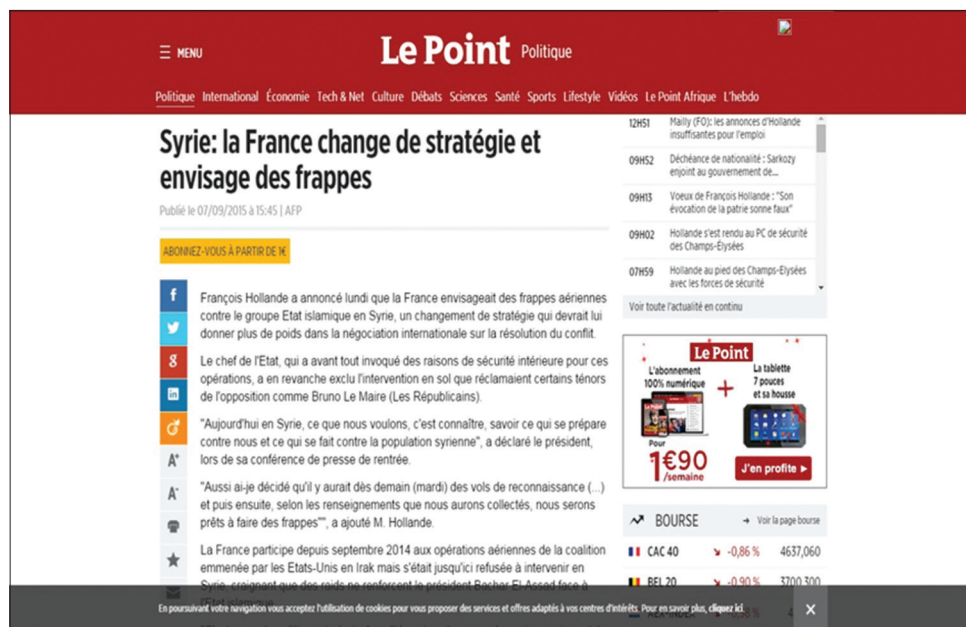 MENU
Le Point Politique
Politique International Économie Tech & Net Culture Débats Sciences Santé Sports Lifestyle Vidéos Le Point Afrique L'hebdo
Syrie: la France change de stratégie et
envisage des frappes
Publié le 07/09/2015 à 15:45 | AFP
ABONNEZ-VOUS À PARTIR DE 1€
François Hollande a annoncé lundi que la France envisageait des frappes aériennes
contre le groupe Etat islamique en Syrie, un changement de stratégie qui devrait lui
donner plus de poids dans la négociation internationale sur la résolution du conflit.
Le chef de l'Etat, qui a avant tout invoqué des raisons de sécurité intérieure pour ces
opérations, a en revanche exclu l'intervention en sol que réclamaient certains ténors
de l'opposition comme Bruno Le Maire (Les Républicains).
"Aujourd'hui en Syrie, ce que nous voulons, c'est connaître, savoir ce qui se prépare
contre nous et ce qui se fait contre la population syrienne", a déclaré le président,
lors de sa conférence de presse de rentrée.
"Aussi ai-je décidé qu'il y aurait dès demain (mardi) des vols de reconnaissance (...)
et puis ensuite, selon les renseignements que nous aurons collectés, nous serons
prêts à faire des frappes"", a ajouté M. Hollande.
La France participe depuis septembre 2014 aux opérations aériennes de la coalition
emmenée par les Etats-Unis en Irak mais s'était jusqu'ici refusée à intervenir en
Syrie, craignant que des raids ne renforcent le président Bachar El-Assad face à
l'Etat islamique.
f
g
in
A+
A-
12H51 Mailly (FO): les annonces d'Hollande
insuffisantes pour l'emploi
09H52 Déchéance de nationalité : Sarkozy
enjoint au gouvernement de...
09H13 Voeux de François Hollande : "Son
évocation de la patrie sonne faux"
09H02 Hollande s'est rendu au PC de sécurité
des Champs-Élysées
07H59 Hollande au pied des Champs-Elysées
avec les forces de sécurité
Voir toute l'actualité en continu
Le Point
L'abonnement
100% numérique
+
La tablette
7 pouces
et sa housse
Pour
1€90
/semaine
J'en profite
BOURSE → Voir la page bourse
CAC 40 -0,86 % 4637,060
BEL 20 -0,90 % 3700,300
En poursuivant votre navigation vous acceptez l'utilisation de cookies pour vous proposer des services et offres adaptés à vos centres d'intérêts. Pour en savoir plus, cliquez ici.
X